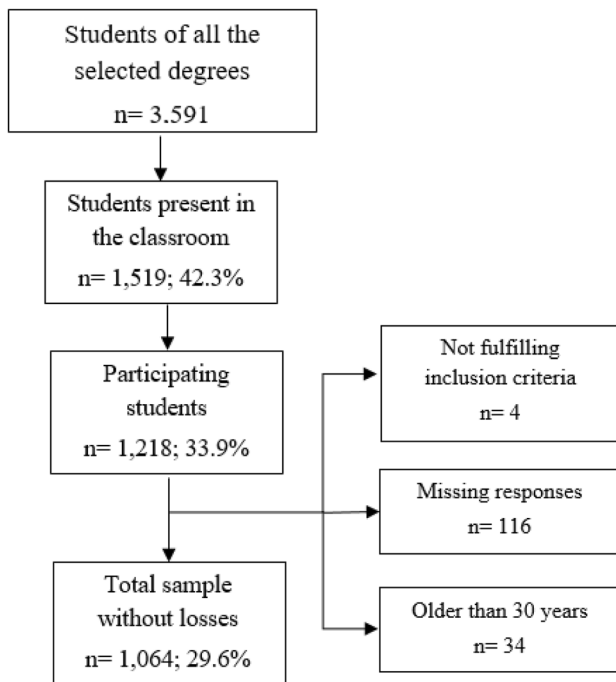 Students of all the
selected degrees
n= 3.591
Students present in
the classroom
n= 1,519; 42.3%
Participating
students
n= 1,218; 33.9%
Not fulfilling
inclusion criteria
n= 4
Missing responses
n= 116
Older than 30 years
n= 34
Total sample
without losses
n= 1,064; 29.6%